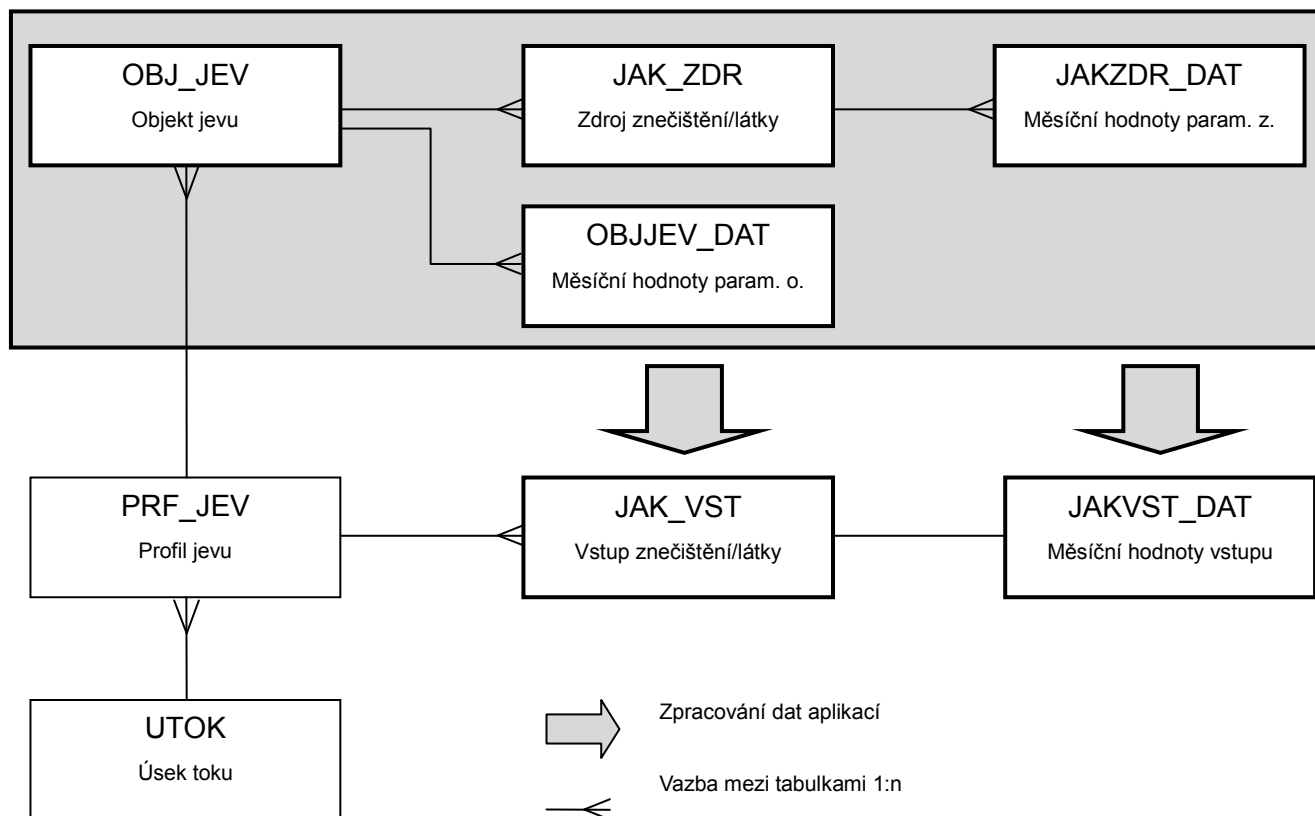 OBJ_JEV
Objekt jevu
JAK_ZDR
Zdroj znečištění/látky
JAKZDR_DAT
Měsíční hodnoty param. z.
OBJJEV_DAT
Měsíční hodnoty param. o.
PRF_JEV
Profil jevu
JAK_VST
Vstup znečištění/látky
JAKVST_DAT
Měsíční hodnoty vstupu
UTOK
Úsek toku
Zpracování dat aplikací
Vazba mezi tabulkami 1:n